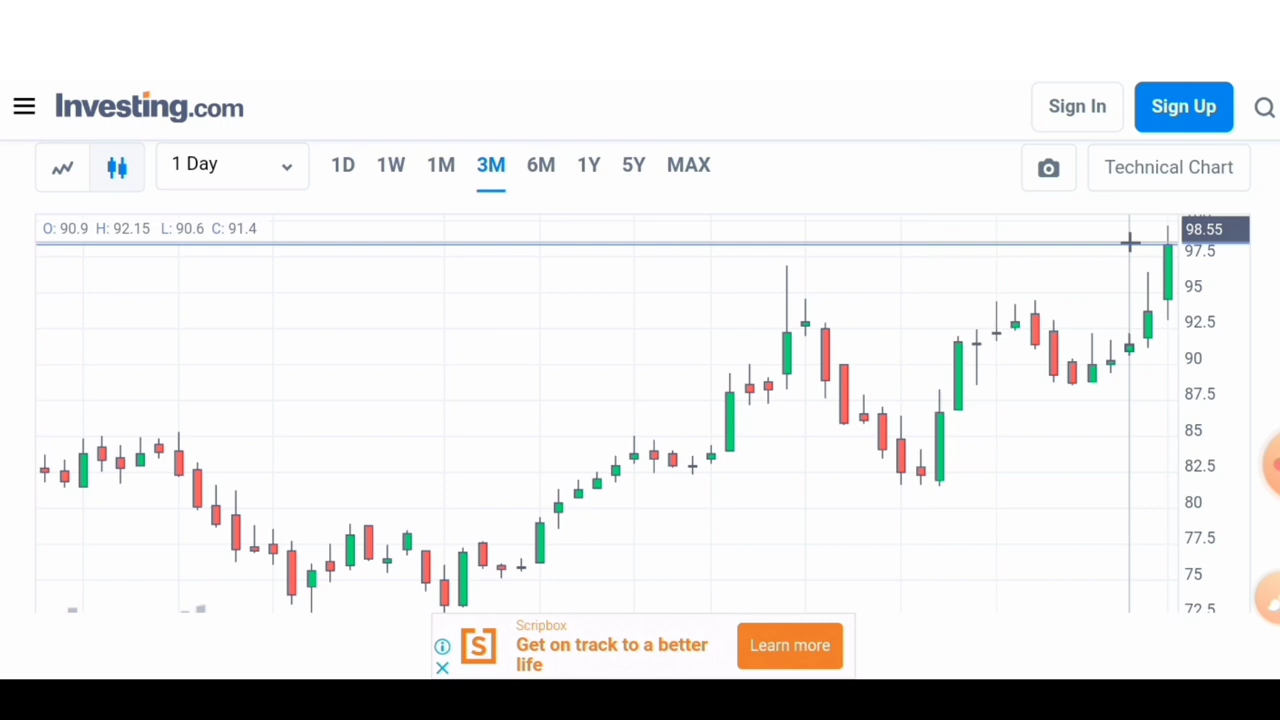 Investing.com
Sign In
Sign Up
1 Day
1D 1W 1M 3M 6M 1Y 5Y MAX
Technical Chart
O: 90.9 H: 92.15 L: 90.6 C: 91.4
98.55
97.5
95
92.5
90
87.5
85
82.5
80
77.5
75
72.5
Scripbox
Get on track to a better
life
Learn more